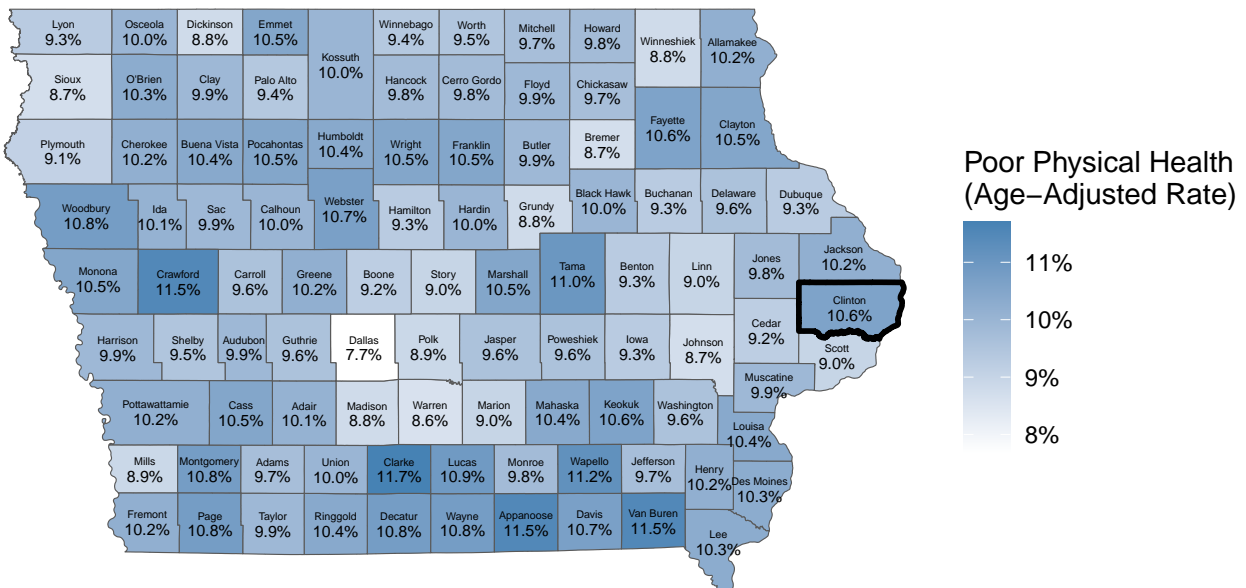 Lyon
9.3%
Osceola
10.0%
Dickinson
8.8%
Emmet
10.5%
Kossuth
10.0%
Winnebago
9.4%
Worth
9.5%
Mitchell
9.7%
Howard
9.8%
Winneshiek
8.8%
Allamakee
10.2%
Sioux
8.7%
O'Brien
10.3%
Clay
9.9%
Palo Alto
9.4%
Hancock
9.8%
Cerro Gordo
9.8%
Floyd
9.9%
Chickasaw
9.7%
Fayette
10.6%
Clayton
10.5%
Plymouth
9.1%
Cherokee
10.2%
Buena Vista
10.4%
Pocahontas
10.5%
Humboldt
10.4%
Wright
10.5%
Franklin
10.5%
Butler
9.9%
Bremer
8.7%
Woodbury
10.8%
Ida
10.1%
Sac
9.9%
Calhoun
10.0%
Webster
10.7%
Hamilton
9.3%
Hardin
10.0%
Grundy
8.8%
Black Hawk
10.0%
Buchanan
9.3%
Delaware
9.6%
Dubuque
9.3%
Monona
10.5%
Crawford
11.5%
Carroll
9.6%
Greene
10.2%
Boone
9.2%
Story
9.0%
Marshall
10.5%
Tama
11.0%
Benton
9.3%
Linn
9.0%
Jones
9.8%
Jackson
10.2%
Clinton
10.6%
Harrison
9.9%
Shelby
9.5%
Audubon
9.9%
Guthrie
9.6%
Dallas
7.7%
Polk
8.9%
Jasper
9.6%
Poweshiek
9.6%
Iowa
9.3%
Johnson
8.7%
Cedar
9.2%
Scott
9.0%
Muscatine
9.9%
Pottawattamie
10.2%
Cass
10.5%
Adair
10.1%
Madison
8.8%
Warren
8.6%
Marion
9.0%
Mahaska
10.4%
Keokuk
10.6%
Washington
9.6%
Louisa
10.4%
Mills
8.9%
Montgomery
10.8%
Adams
9.7%
Union
10.0%
Clarke
11.7%
Lucas
10.9%
Monroe
9.8%
Wapello
11.2%
Jefferson
9.7%
Henry
10.2%
Des Moines
10.3%
Fremont
10.2%
Page
10.8%
Taylor
9.9%
Ringgold
10.4%
Decatur
10.8%
Wayne
10.8%
Appanoose
11.5%
Davis
10.7%
Van Buren
11.5%
Lee
10.3%
Poor Physical Health
(Age−Adjusted Rate)
11%
10%
9%
8%